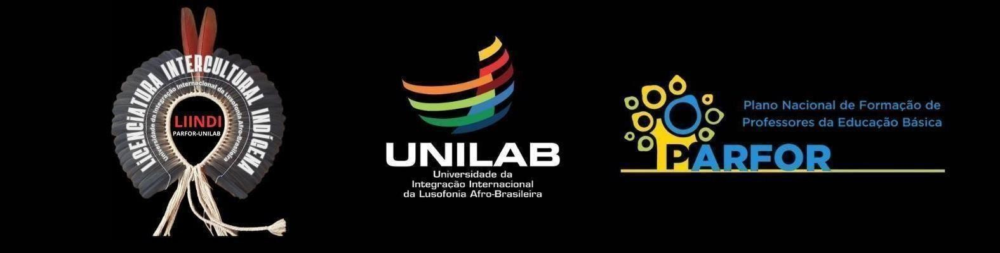 LiCENCiATURA INTERCULTURAL INDÍGENA
Universidade da Integração Internacional da Lusofonia Afro-Brasileira
LIINDI
PARFOR-UNILAB
UNILAB
Universidade da
Integração Internacional
da Lusofonia Afro-Brasileira
Plano Nacional de Formação de
Professores da Educação Básica
PARFOR